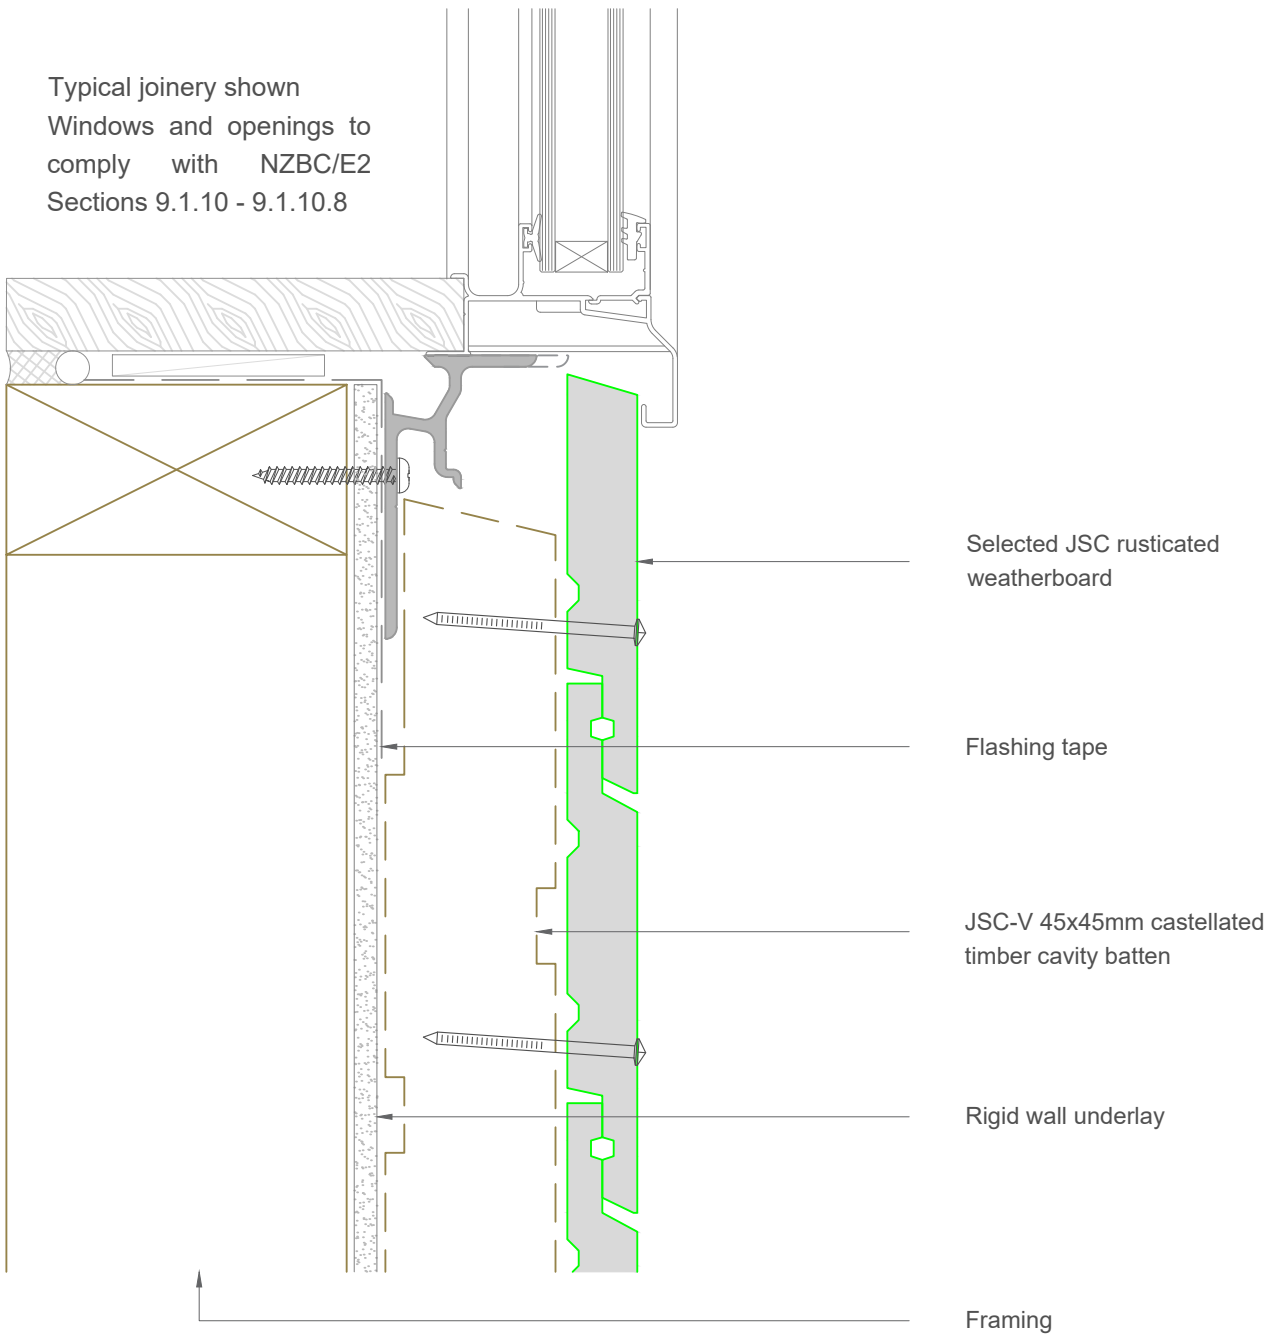 Typical joinery shown
Windows and openings to
comply with NZBC/E2
Sections 9.1.10 - 9.1.10.8
Selected JSC rusticated
weatherboard
Flashing tape
JSC-V 45x45mm castellated
timber cavity batten
Rigid wall underlay
Framing